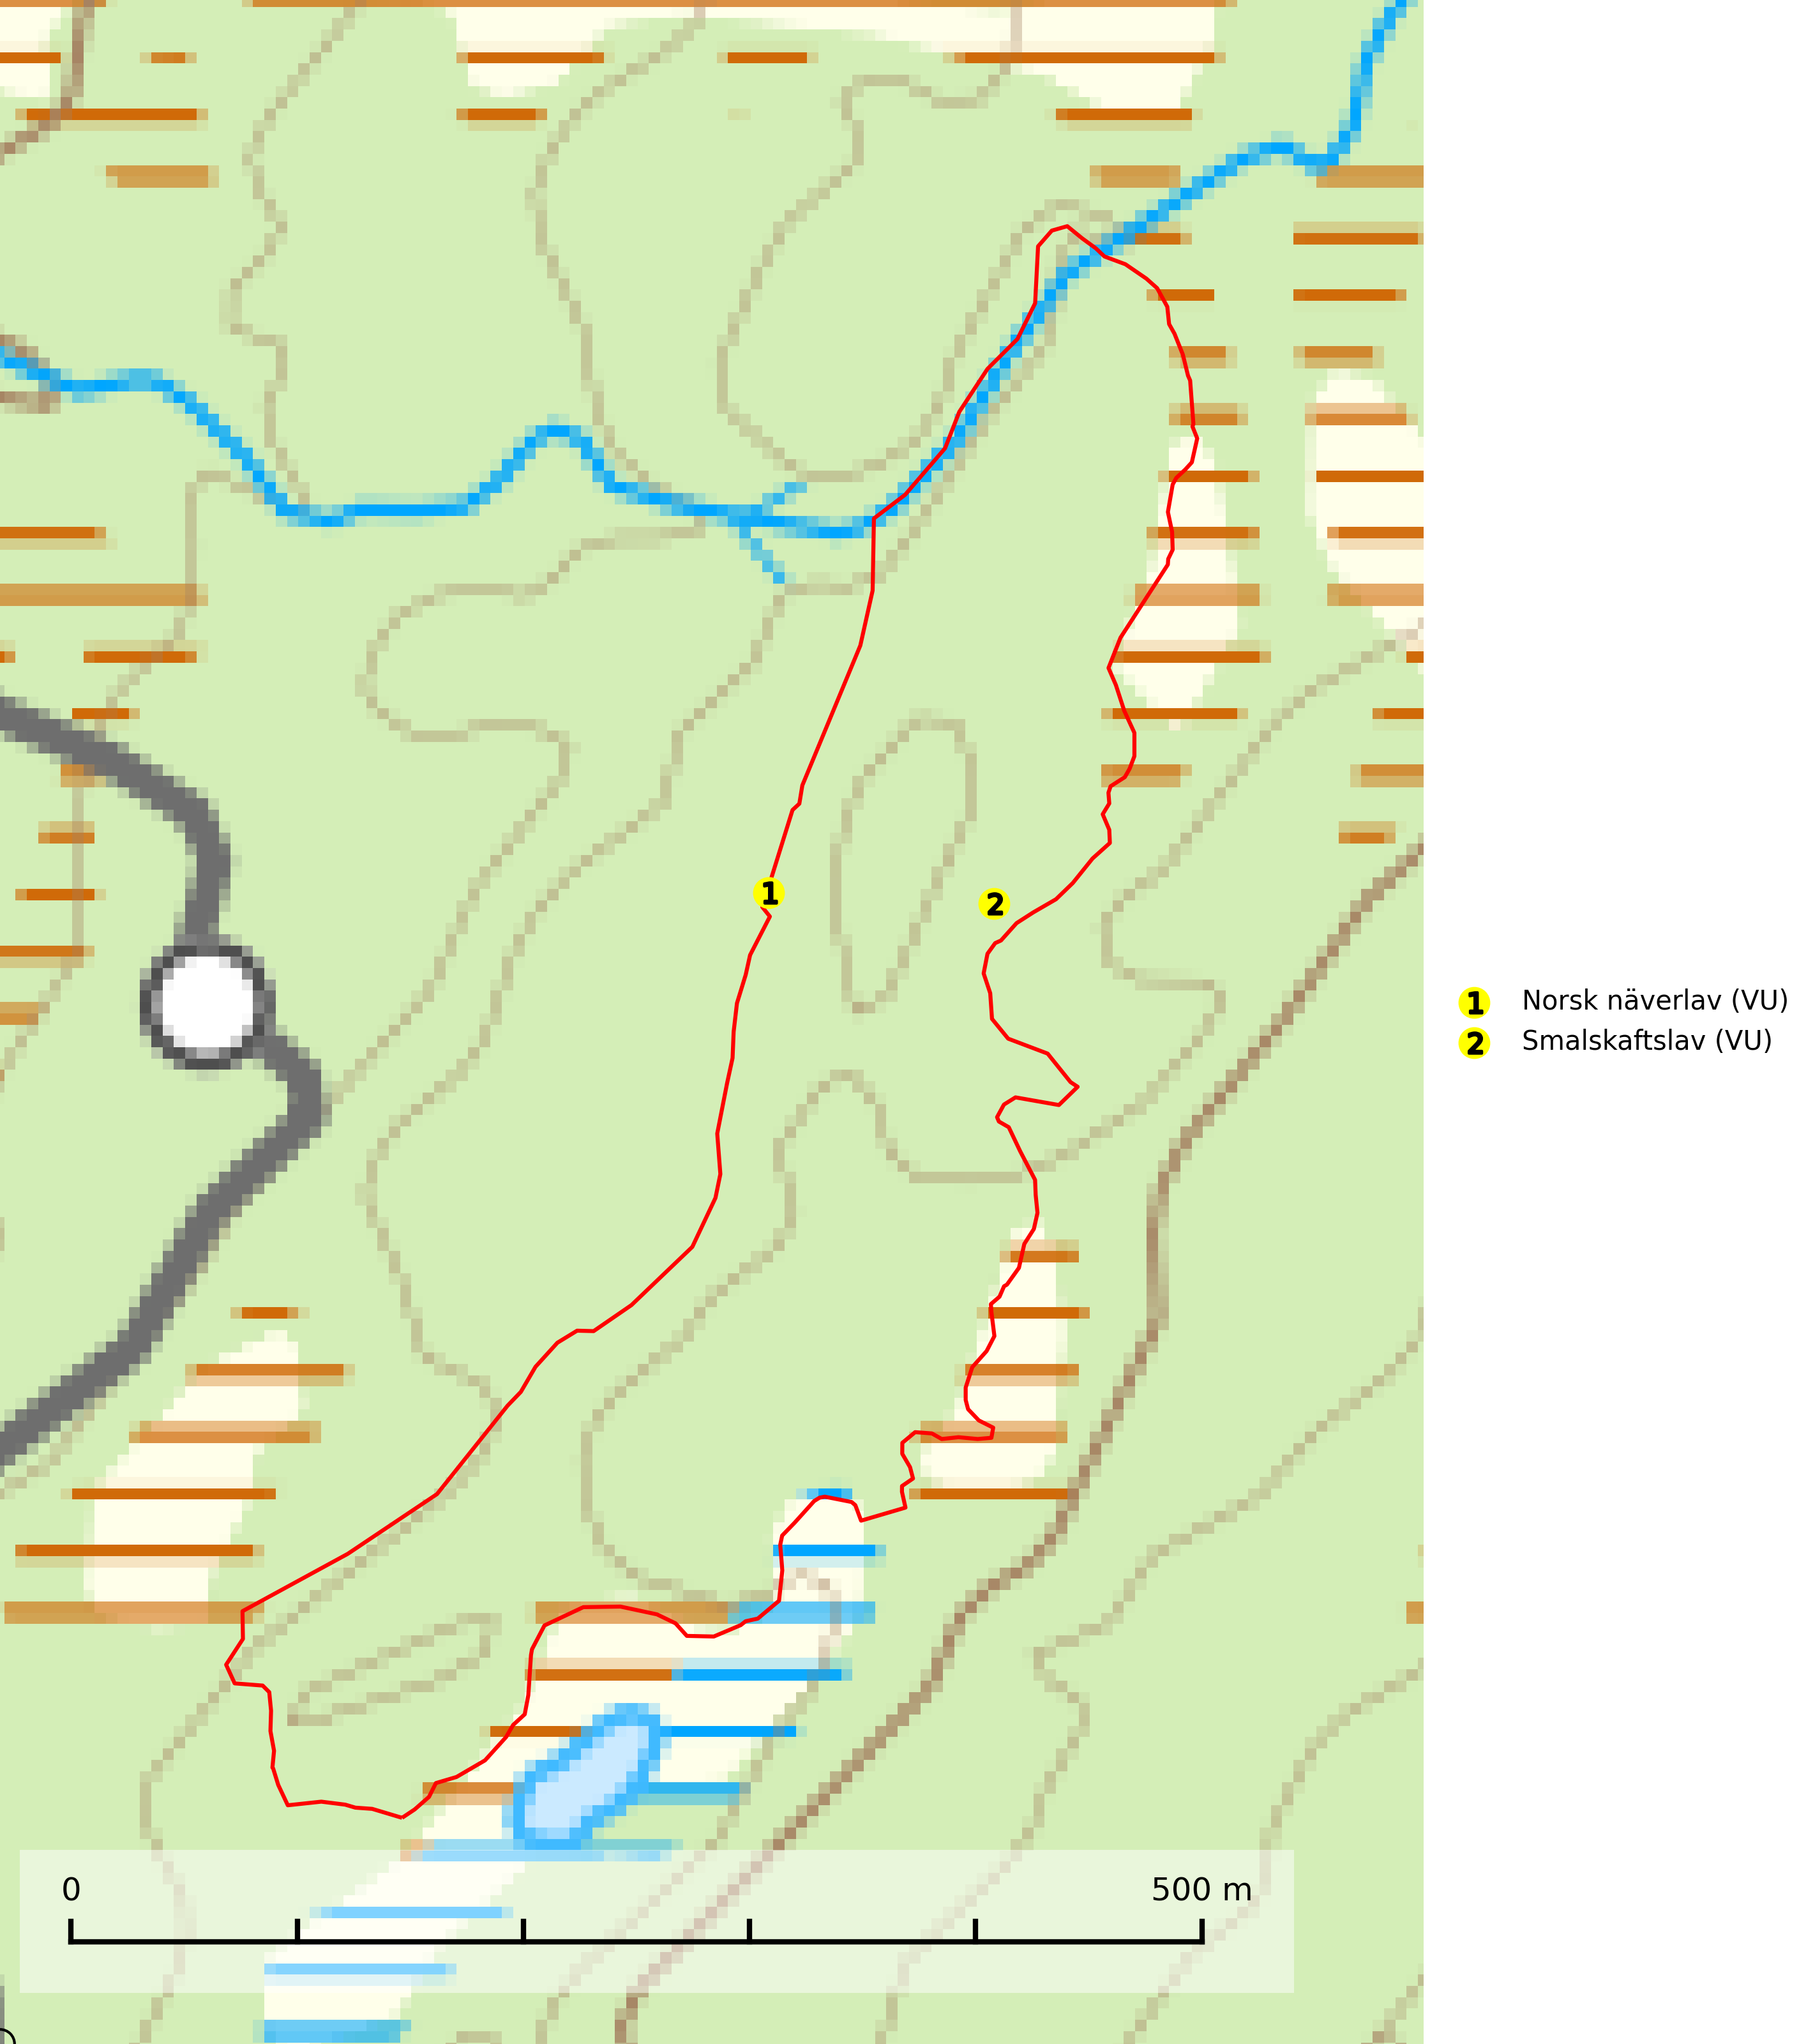 1
2
1 Norsk näverlav (VU)
2 Smalskaftslav (VU)
0 500 m